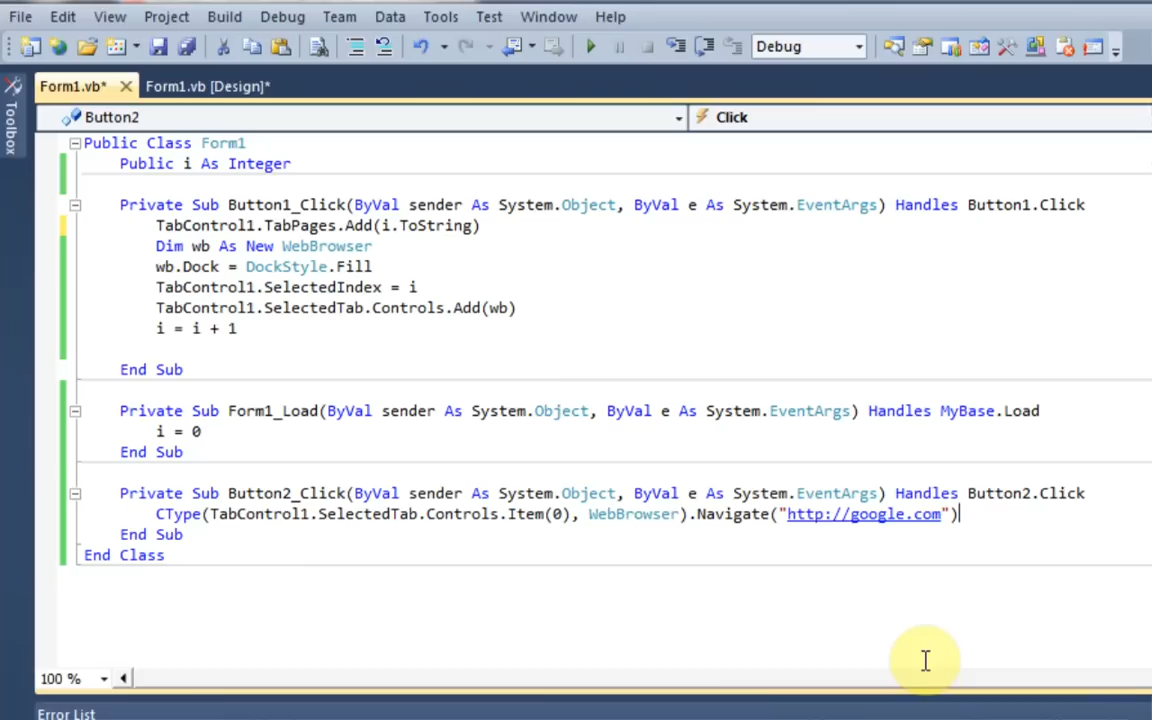 File Edit View Project Build Debug Team Data Tools Test Window Help
Debug
Form1.vb* Form1.vb [Design]*
Toolbox
Button2 Click
Public Class Form1
Public i As Integer
Private Sub Button1_Click(ByVal sender As System.Object, ByVal e As System.EventArgs) Handles Button1.Click
TabControl1.TabPages.Add(i.ToString)
Dim wb As New WebBrowser
wb.Dock = DockStyle.Fill
TabControl1.SelectedIndex = i
TabControl1.SelectedTab.Controls.Add(wb)
i = i + 1
End Sub
Private Sub Form1_Load(ByVal sender As System.Object, ByVal e As System.EventArgs) Handles MyBase.Load
i = 0
End Sub
Private Sub Button2_Click(ByVal sender As System.Object, ByVal e As System.EventArgs) Handles Button2.Click
CType(TabControl1.SelectedTab.Controls.Item(0), WebBrowser).Navigate("http://google.com")
End Sub
End Class
100 %
Error List